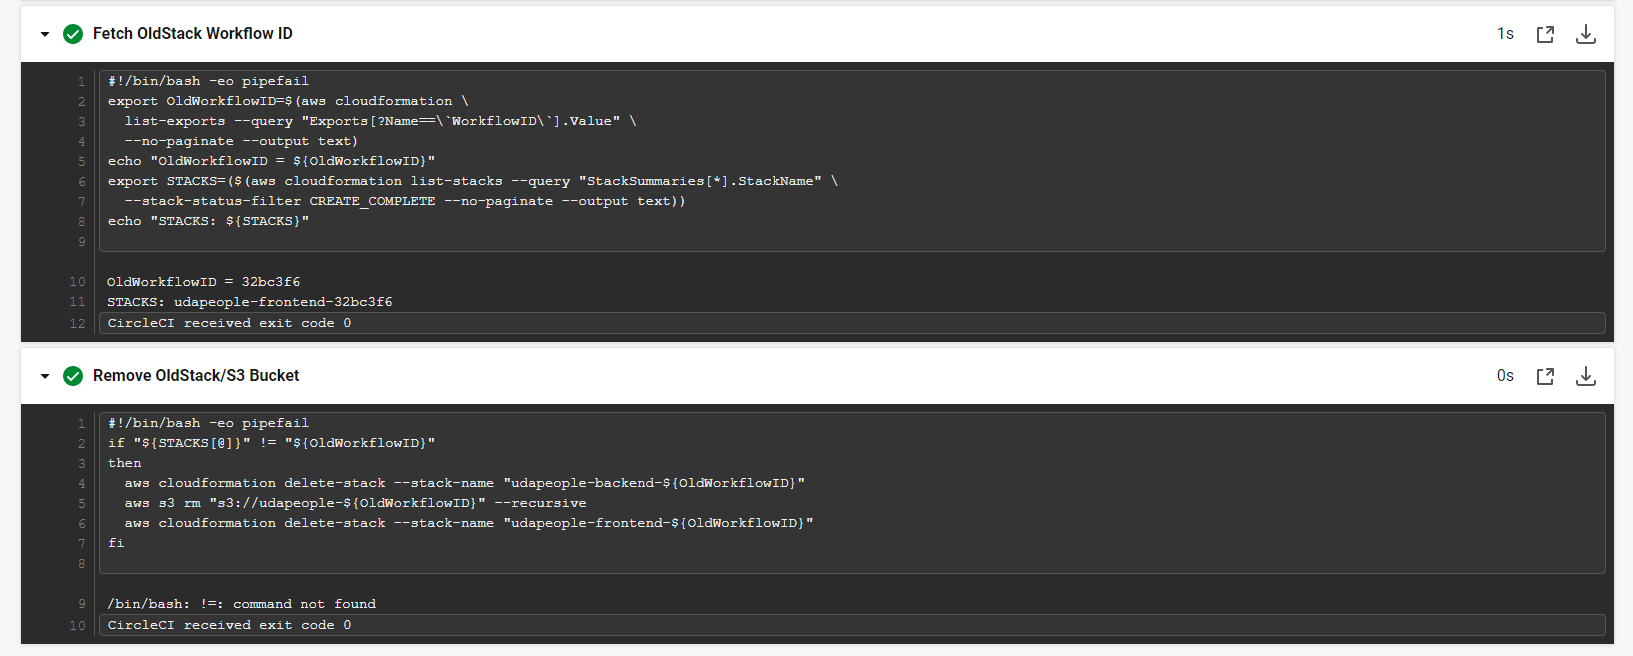 Fetch OldStack Workflow ID
1s
1 #!/bin/bash -eo pipefail
2 export OldWorkflowID=$(aws cloudformation \
3   list-exports --query "Exports[?Name==\`WorkflowID\`].Value" \
4   --no-paginate --output text)
5 echo "OldWorkflowID = ${OldWorkflowID}"
6 export STACKS=($(aws cloudformation list-stacks --query "StackSummaries[*].StackName" \
7   --stack-status-filter CREATE_COMPLETE --no-paginate --output text))
8 echo "STACKS: ${STACKS}"
9
10 OldWorkflowID = 32bc3f6
11 STACKS: udapeople-frontend-32bc3f6
12 CircleCI received exit code 0
Remove OldStack/S3 Bucket
0s
1 #!/bin/bash -eo pipefail
2 if "${STACKS[@]}" != "${OldWorkflowID}"
3 then
4   aws cloudformation delete-stack --stack-name "udapeople-backend-${OldWorkflowID}"
5   aws s3 rm "s3://udapeople-${OldWorkflowID}" --recursive
6   aws cloudformation delete-stack --stack-name "udapeople-frontend-${OldWorkflowID}"
7 fi
8
9 /bin/bash: !=: command not found
10 CircleCI received exit code 0